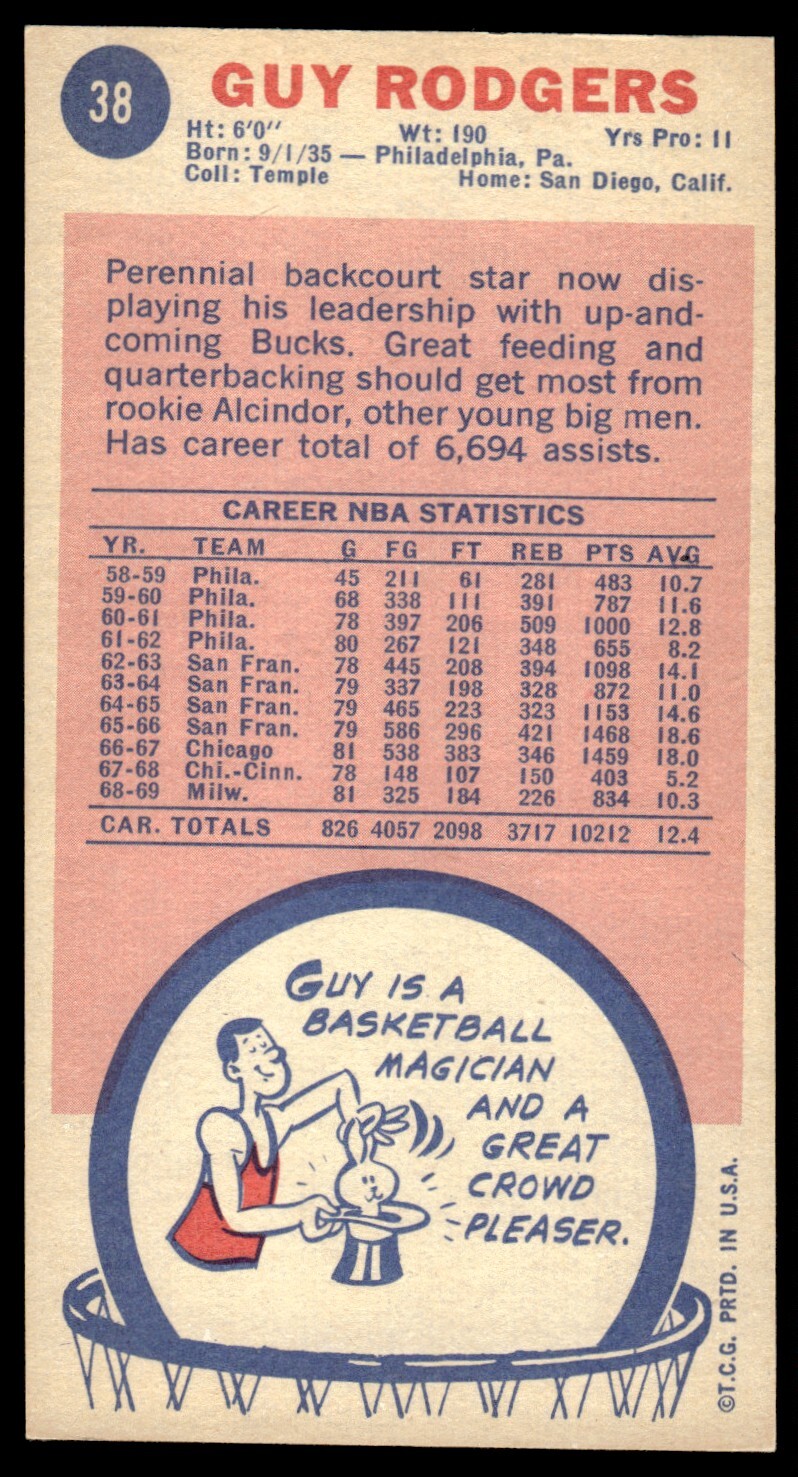 38
GUY RODGERS
Ht: 6'0" Wt: 190 Yrs Pro: 11
Born: 9/1/35 — Philadelphia, Pa.
Coll: Temple Home: San Diego, Calif.
Perennial backcourt star now dis-
playing his leadership with up-and-
coming Bucks. Great feeding and
quarterbacking should get most from
rookie Alcindor, other young big men.
Has career total of 6,694 assists.
CAREER NBA STATISTICS
YR. TEAM G FG FT REB PTS AVG
58-59 Phila. 45 211 61 281 483 10.7
59-60 Phila. 68 338 111 391 787 11.6
60-61 Phila. 78 397 206 509 1000 12.8
61-62 Phila. 80 267 121 348 655 8.2
62-63 San Fran. 78 445 208 394 1098 14.1
63-64 San Fran. 79 337 198 328 872 11.0
64-65 San Fran. 79 465 223 323 1153 14.6
65-66 San Fran. 79 586 296 421 1468 18.6
66-67 Chicago 81 538 383 346 1459 18.0
67-68 Chi.-Cinn. 78 148 107 150 403 5.2
68-69 Milw. 81 325 184 226 834 10.3
CAR. TOTALS 826 4057 2098 3717 10212 12.4
GUY IS A
BASKETBALL
MAGICIAN
AND A
GREAT
CROWD
PLEASER.
©T.C.G. PRTD. IN U.S.A.